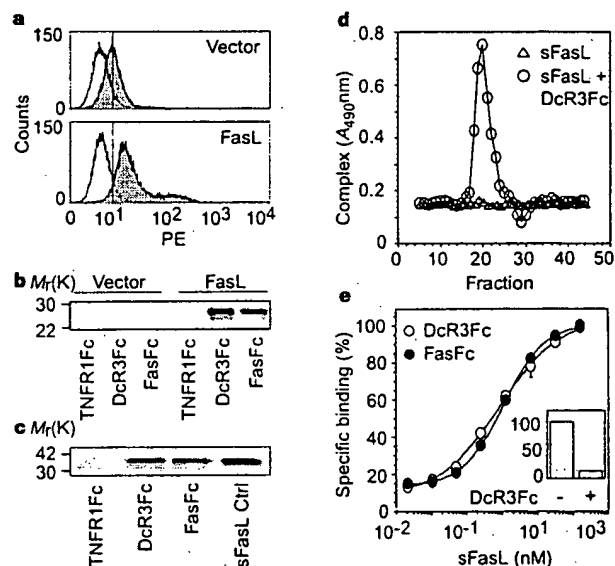 a
150
Vector
0
Counts
150
FasL
0
0 10¹ 10² 10³ 10⁴
PE
b Mr(K) Vector FasL
30
22
TNFR1Fc
DcR3Fc
FasFc
TNFR1Fc
DcR3Fc
FasFc
c Mr(K)
42
30
TNFR1Fc
DcR3Fc
FasFc
sFasL Ctrl
d
Complex (A490nm)
0.8
0.6
0.4
0.2
0
sFasL
sFasL +
DcR3Fc
0 10 20 30 40 50
Fraction
e
Specific binding (%)
100
80
60
40
20
0
DcR3Fc
FasFc
100
50
0
DcR3Fc - +
10⁻² 10⁻¹ 10¹ 10³
sFasL (nM)